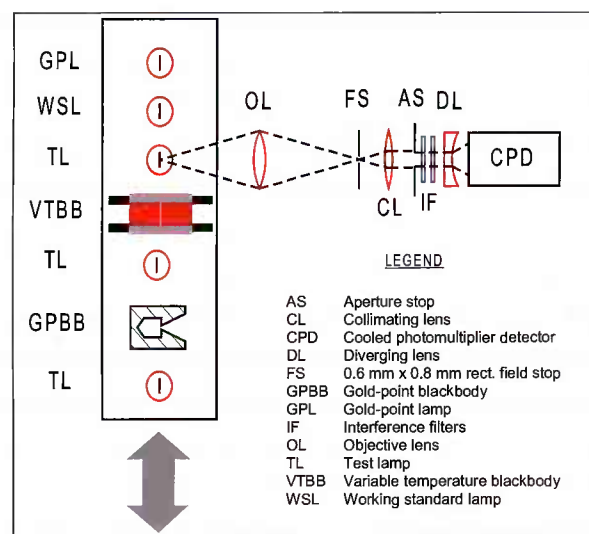 GPL
WSL
TL
VTBB
TL
GPBB
TL
OL
FS
AS
DL
CL
IF
CPD
LEGEND
AS Aperture stop
CL Collimating lens
CPD Cooled photomultiplier detector
DL Diverging lens
FS 0.6 mm x 0.8 mm rect. field stop
GPBB Gold-point blackbody
GPL Gold-point lamp
IF Interference filters
OL Objective lens
TL Test lamp
VTBB Variable temperature blackbody
WSL Working standard lamp